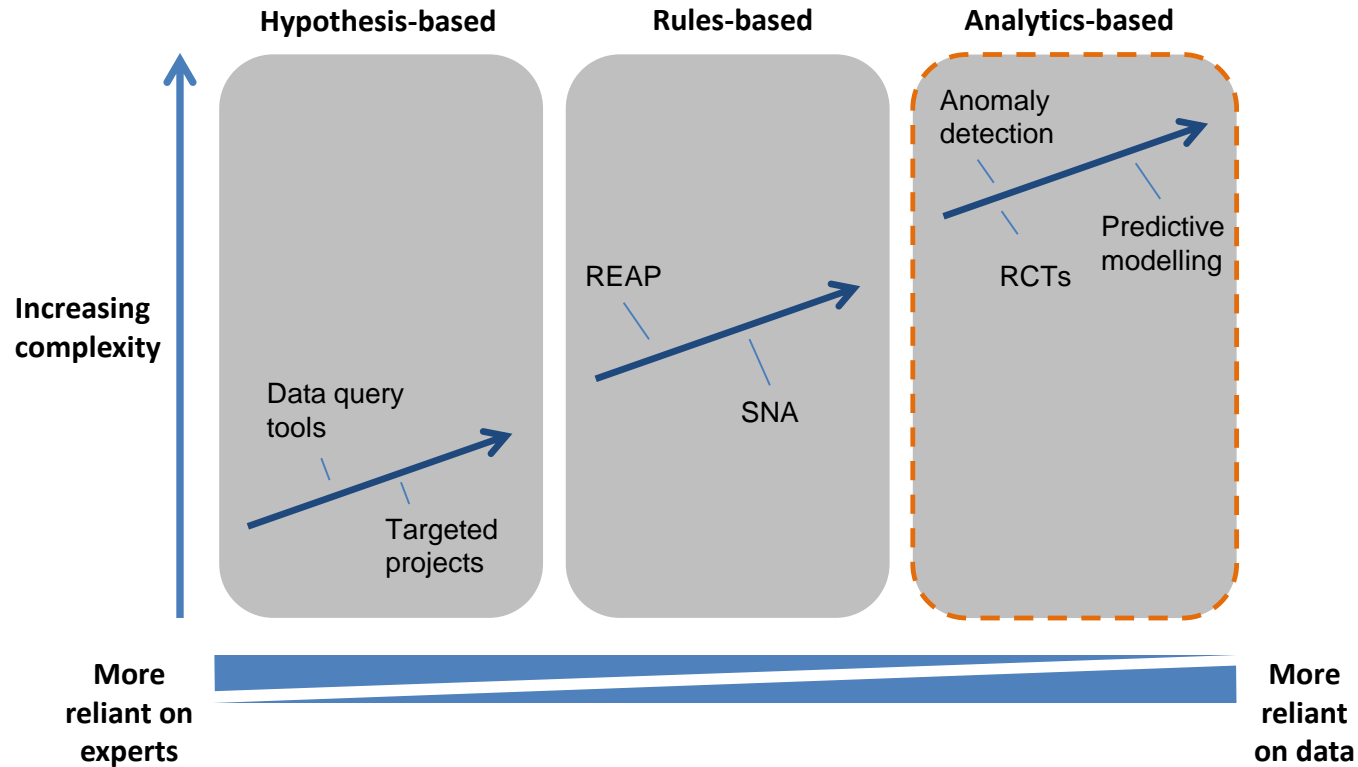 Hypothesis-based
Rules-based
Analytics-based
Increasing
complexity
Data query
tools
Targeted
projects
REAP
SNA
Anomaly
detection
RCTs
Predictive
modelling
More
reliant on
experts
More
reliant
on data